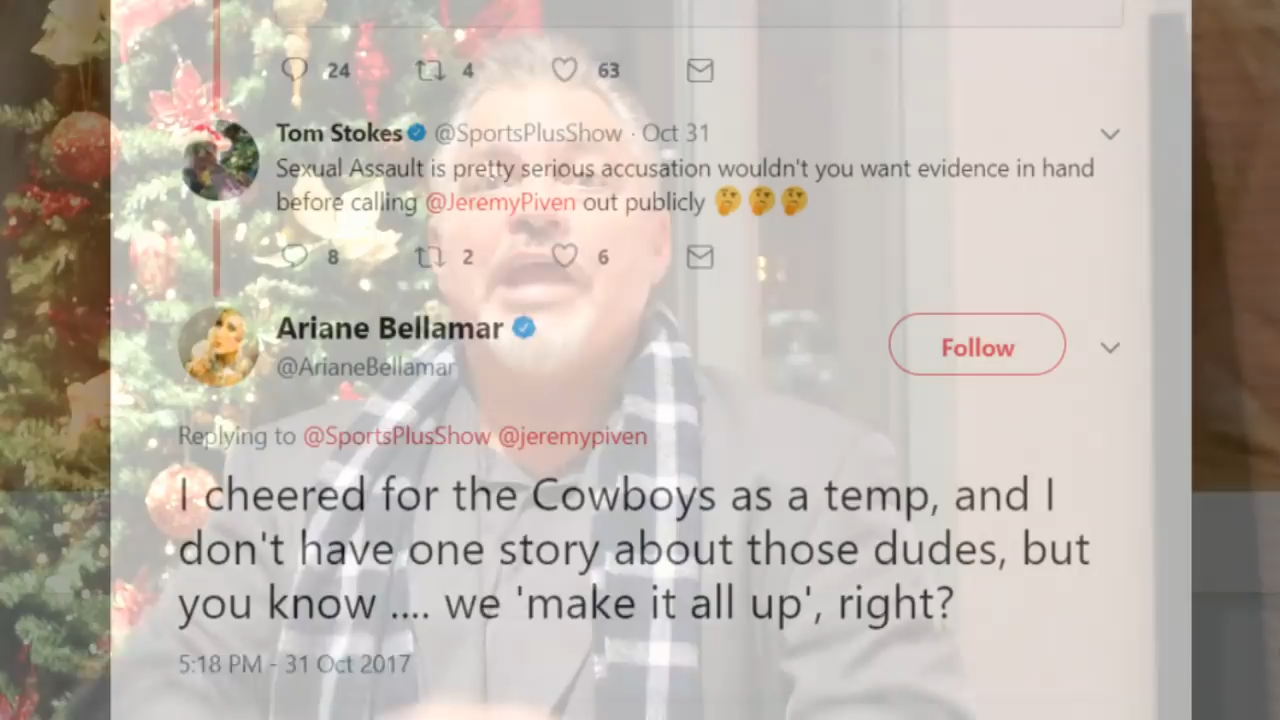 24 4 63
Tom Stokes @SportsPlusShow · Oct 31
Sexual Assault is pretty serious accusation wouldn't you want evidence in hand
before calling @JeremyPiven out publicly 🤔🤔🤔
8 2 6
Ariane Bellamar
@ArianeBellamar
Follow
Replying to @SportsPlusShow @jeremypiven
I cheered for the Cowboys as a temp, and I
don't have one story about those dudes, but
you know .... we 'make it all up', right?
5:18 PM - 31 Oct 2017